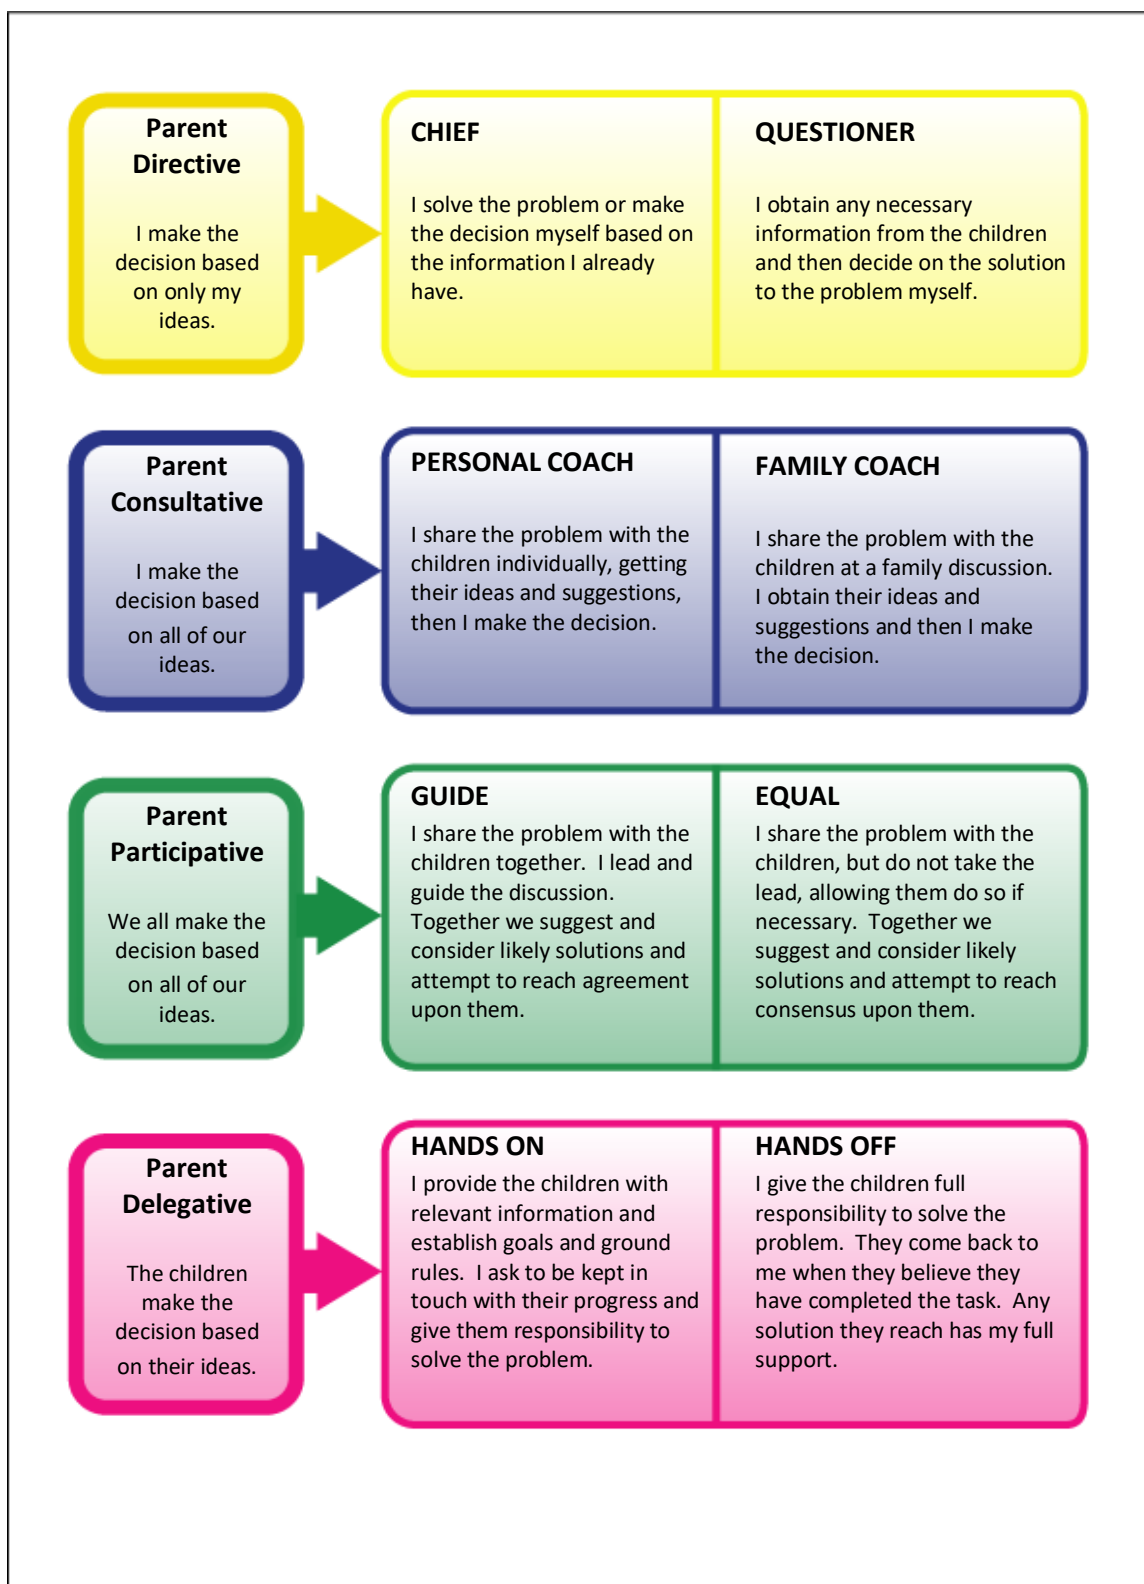 Parent
Directive
I make the
decision based
on only my
ideas.
CHIEF
I solve the problem or make
the decision myself based on
the information I already
have.
QUESTIONER
I obtain any necessary
information from the children
and then decide on the solution
to the problem myself.
Parent
Consultative
I make the
decision based
on all of our
ideas.
PERSONAL COACH
I share the problem with the
children individually, getting
their ideas and suggestions,
then I make the decision.
FAMILY COACH
I share the problem with the
children at a family discussion.
I obtain their ideas and
suggestions and then I make
the decision.
Parent
Participative
We all make the
decision based
on all of our
ideas.
GUIDE
I share the problem with the
children together.  I lead and
guide the discussion.
Together we suggest and
consider likely solutions and
attempt to reach agreement
upon them.
EQUAL
I share the problem with the
children, but do not take the
lead, allowing them do so if
necessary.  Together we
suggest and consider likely
solutions and attempt to reach
consensus upon them.
Parent
Delegative
The children
make the
decision based
on their ideas.
HANDS ON
I provide the children with
relevant information and
establish goals and ground
rules.  I ask to be kept in
touch with their progress and
give them responsibility to
solve the problem.
HANDS OFF
I give the children full
responsibility to solve the
problem.  They come back to
me when they believe they
have completed the task.  Any
solution they reach has my full
support.